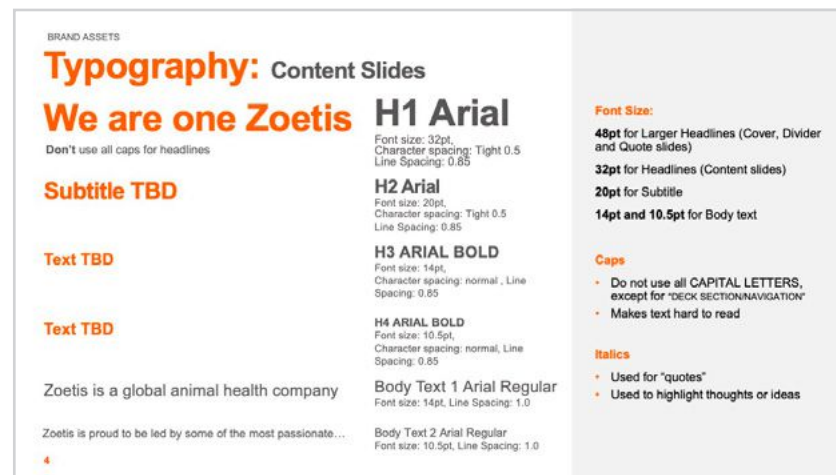 BRAND ASSETS
Typography: Content Slides
We are one Zoetis
Don't use all caps for headlines
H1 Arial
Font size: 32pt,
Character spacing: Tight 0.5
Line Spacing: 0.85
Subtitle TBD
H2 Arial
Font size: 20pt,
Character spacing: Tight 0.5
Line Spacing: 0.85
Text TBD
H3 ARIAL BOLD
Font size: 14pt,
Character spacing: normal , Line
Spacing: 0.85
Text TBD
H4 ARIAL BOLD
Font size: 10.5pt,
Character spacing: normal, Line
Spacing: 0.85
Zoetis is a global animal health company
Body Text 1 Arial Regular
Font size: 14pt, Line Spacing: 1.0
Zoetis is proud to be led by some of the most passionate…
Body Text 2 Arial Regular
Font size: 10.5pt, Line Spacing: 1.0
4
Font Size:
48pt for Larger Headlines (Cover, Divider
and Quote slides)
32pt for Headlines (Content slides)
20pt for Subtitle
14pt and 10.5pt for Body text
Caps
• Do not use all CAPITAL LETTERS,
except for "DECK SECTION/NAVIGATION"
• Makes text hard to read
Italics
• Used for "quotes"
• Used to highlight thoughts or ideas